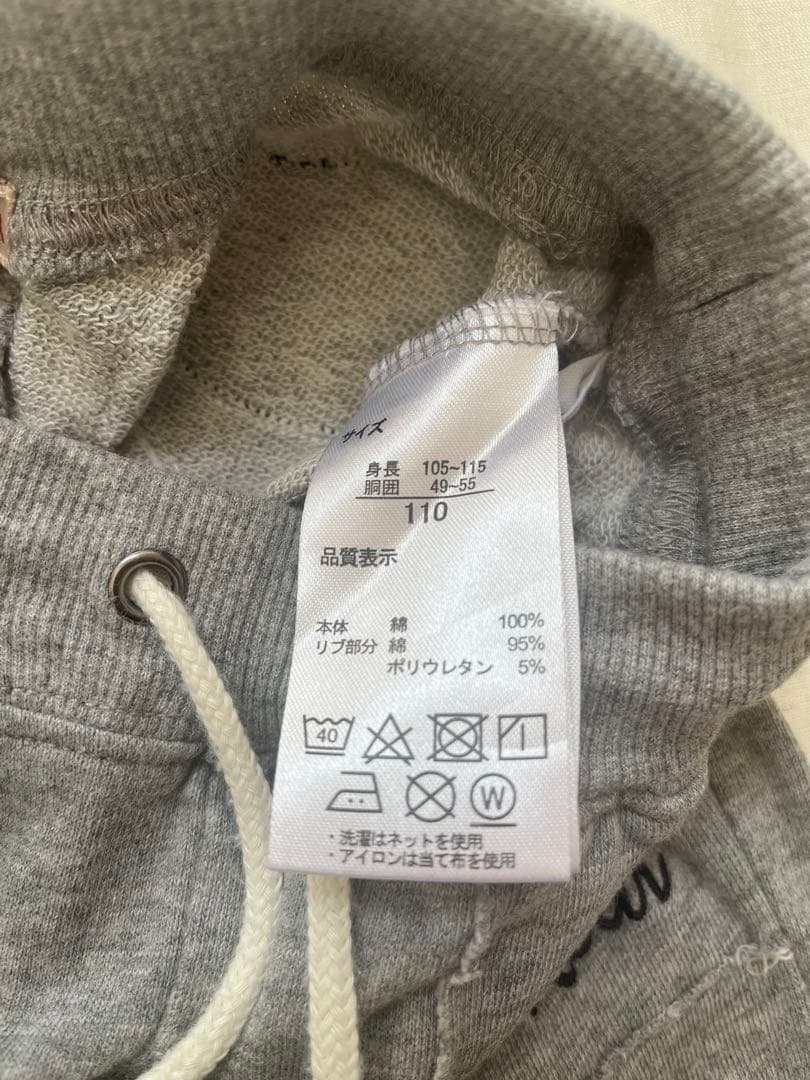 サイズ
身長 105~115
胴囲 49~55
110
品質表示
本体 綿 100%
リブ部分 綿 95%
ポリウレタン 5%
40
W
・洗濯はネットを使用
・アイロンは当て布を使用